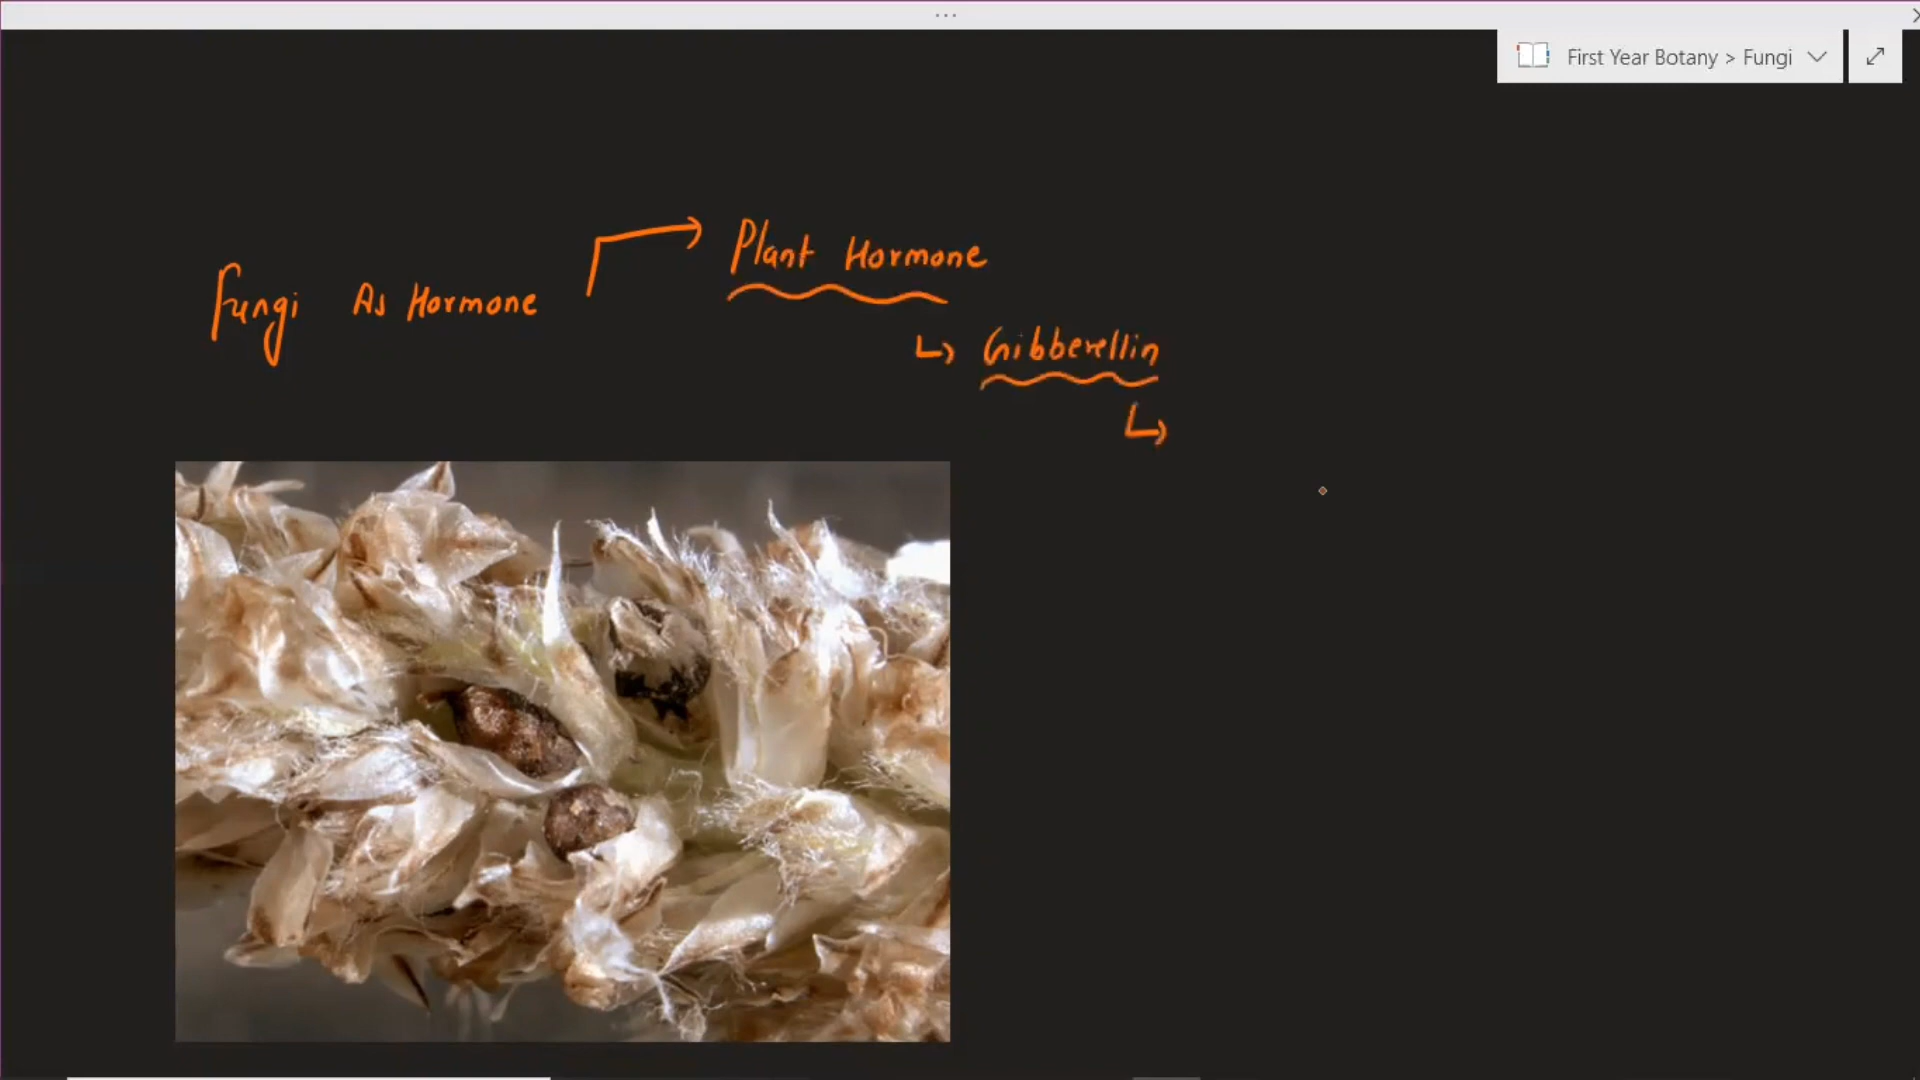 First Year Botany > Fungi
Plant Hormone
Fungi As Hormone
Gibberellin